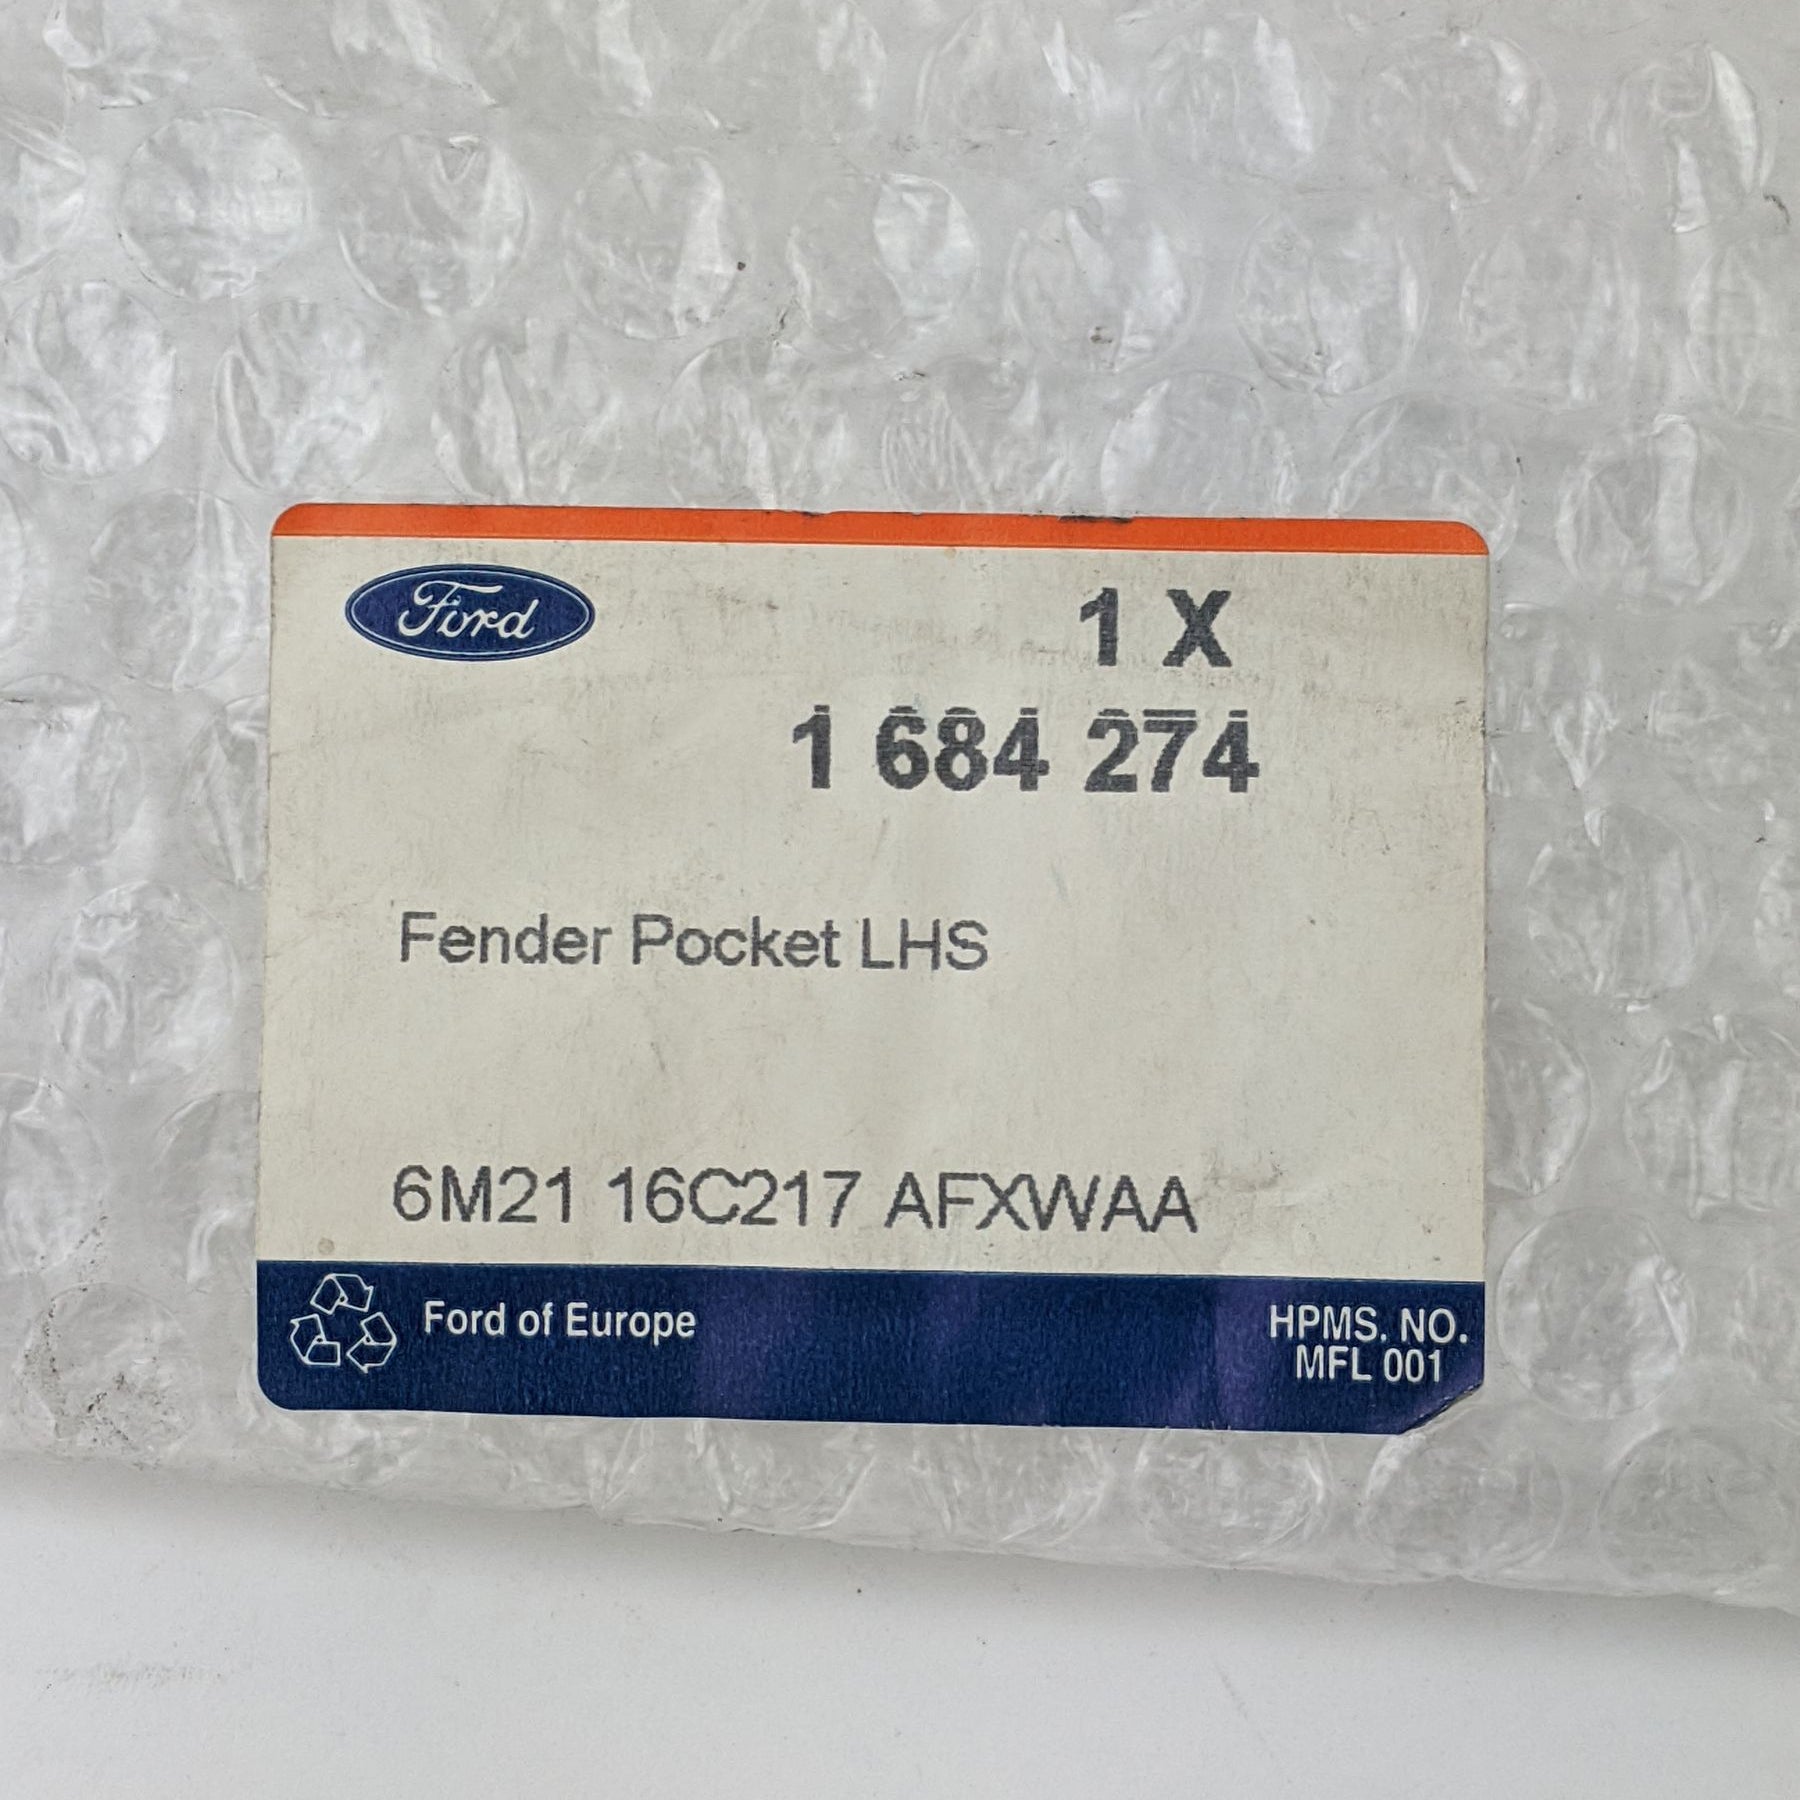 Ford
1 X
1 684 274
Fender Pocket LHS
6M21 16C217 AFXWAA
Ford of Europe
HPMS. NO.
MFL 001